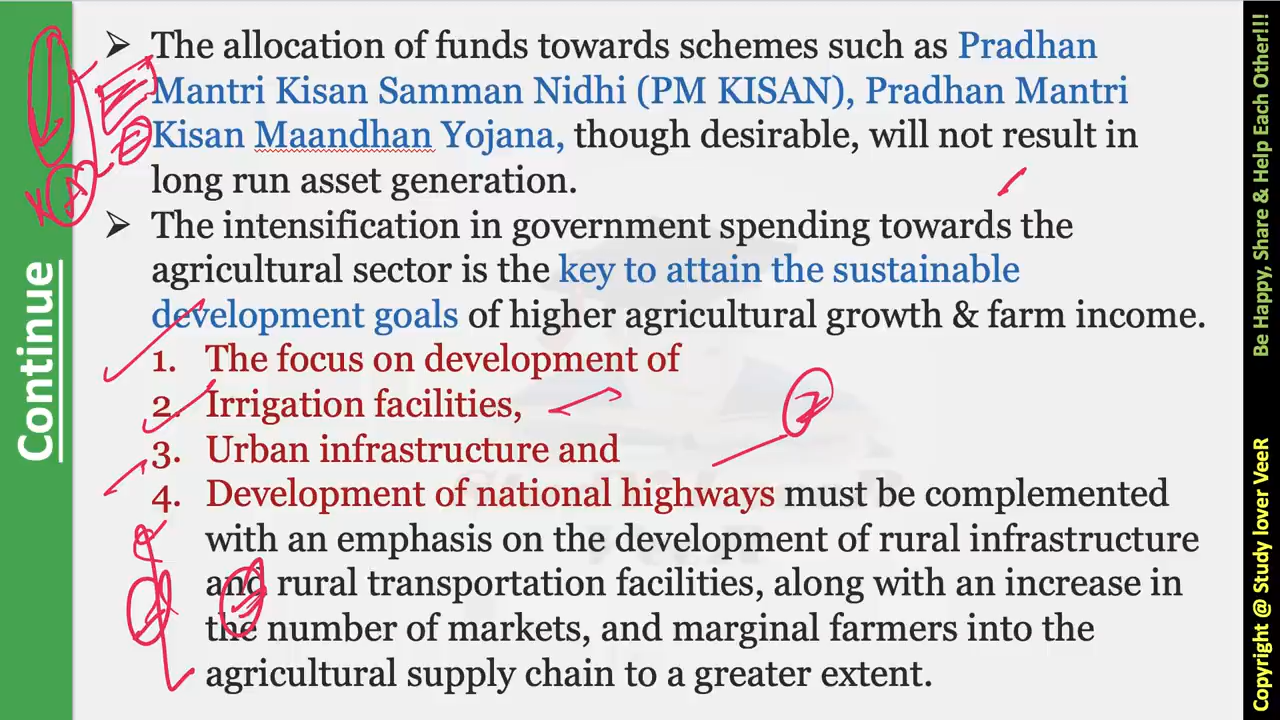 Continue
➤ The allocation of funds towards schemes such as Pradhan
Mantri Kisan Samman Nidhi (PM KISAN), Pradhan Mantri
Kisan Maandhan Yojana, though desirable, will not result in
long run asset generation.
➤ The intensification in government spending towards the
agricultural sector is the key to attain the sustainable
development goals of higher agricultural growth & farm income.
1. The focus on development of
2. Irrigation facilities,
3. Urban infrastructure and
4. Development of national highways must be complemented
with an emphasis on the development of rural infrastructure
and rural transportation facilities, along with an increase in
the number of markets, and marginal farmers into the
agricultural supply chain to a greater extent.
Be Happy, Share & Help Each Other!!!
Copyright @ Study lover VeeR